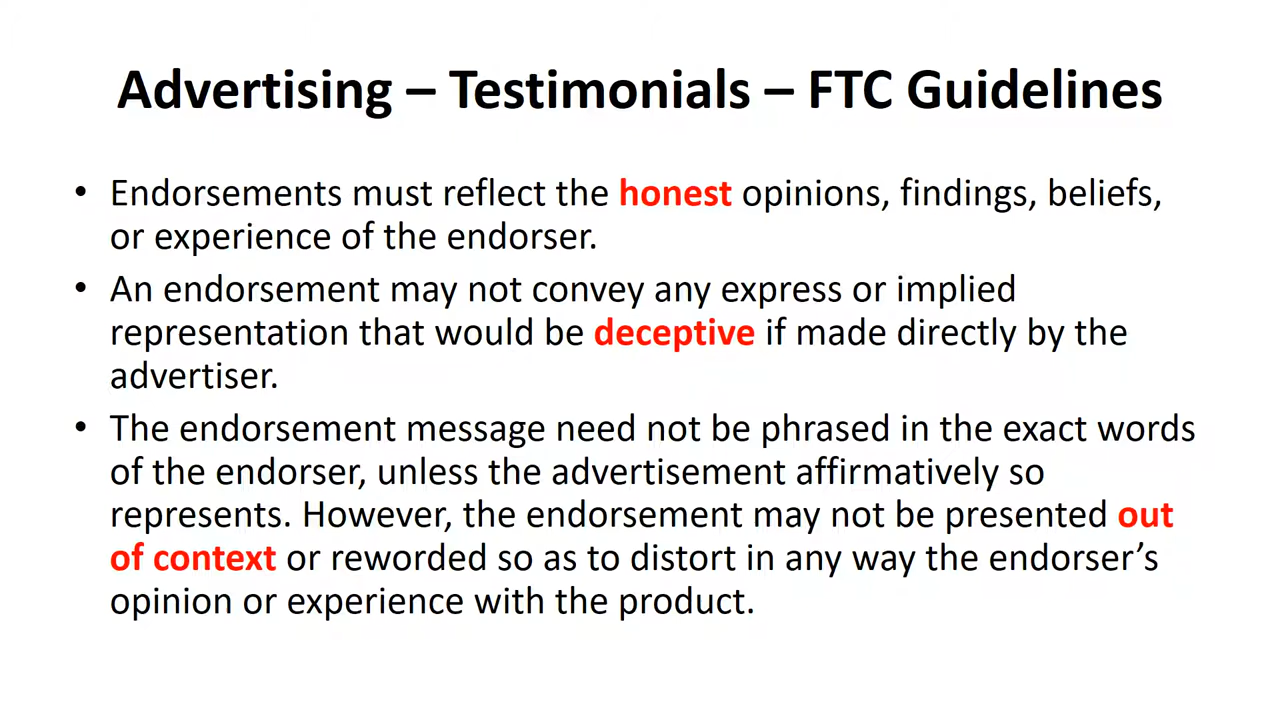 Advertising – Testimonials – FTC Guidelines
• Endorsements must reflect the honest opinions, findings, beliefs,
or experience of the endorser.
• An endorsement may not convey any express or implied
representation that would be deceptive if made directly by the
advertiser.
• The endorsement message need not be phrased in the exact words
of the endorser, unless the advertisement affirmatively so
represents. However, the endorsement may not be presented out
of context or reworded so as to distort in any way the endorser’s
opinion or experience with the product.